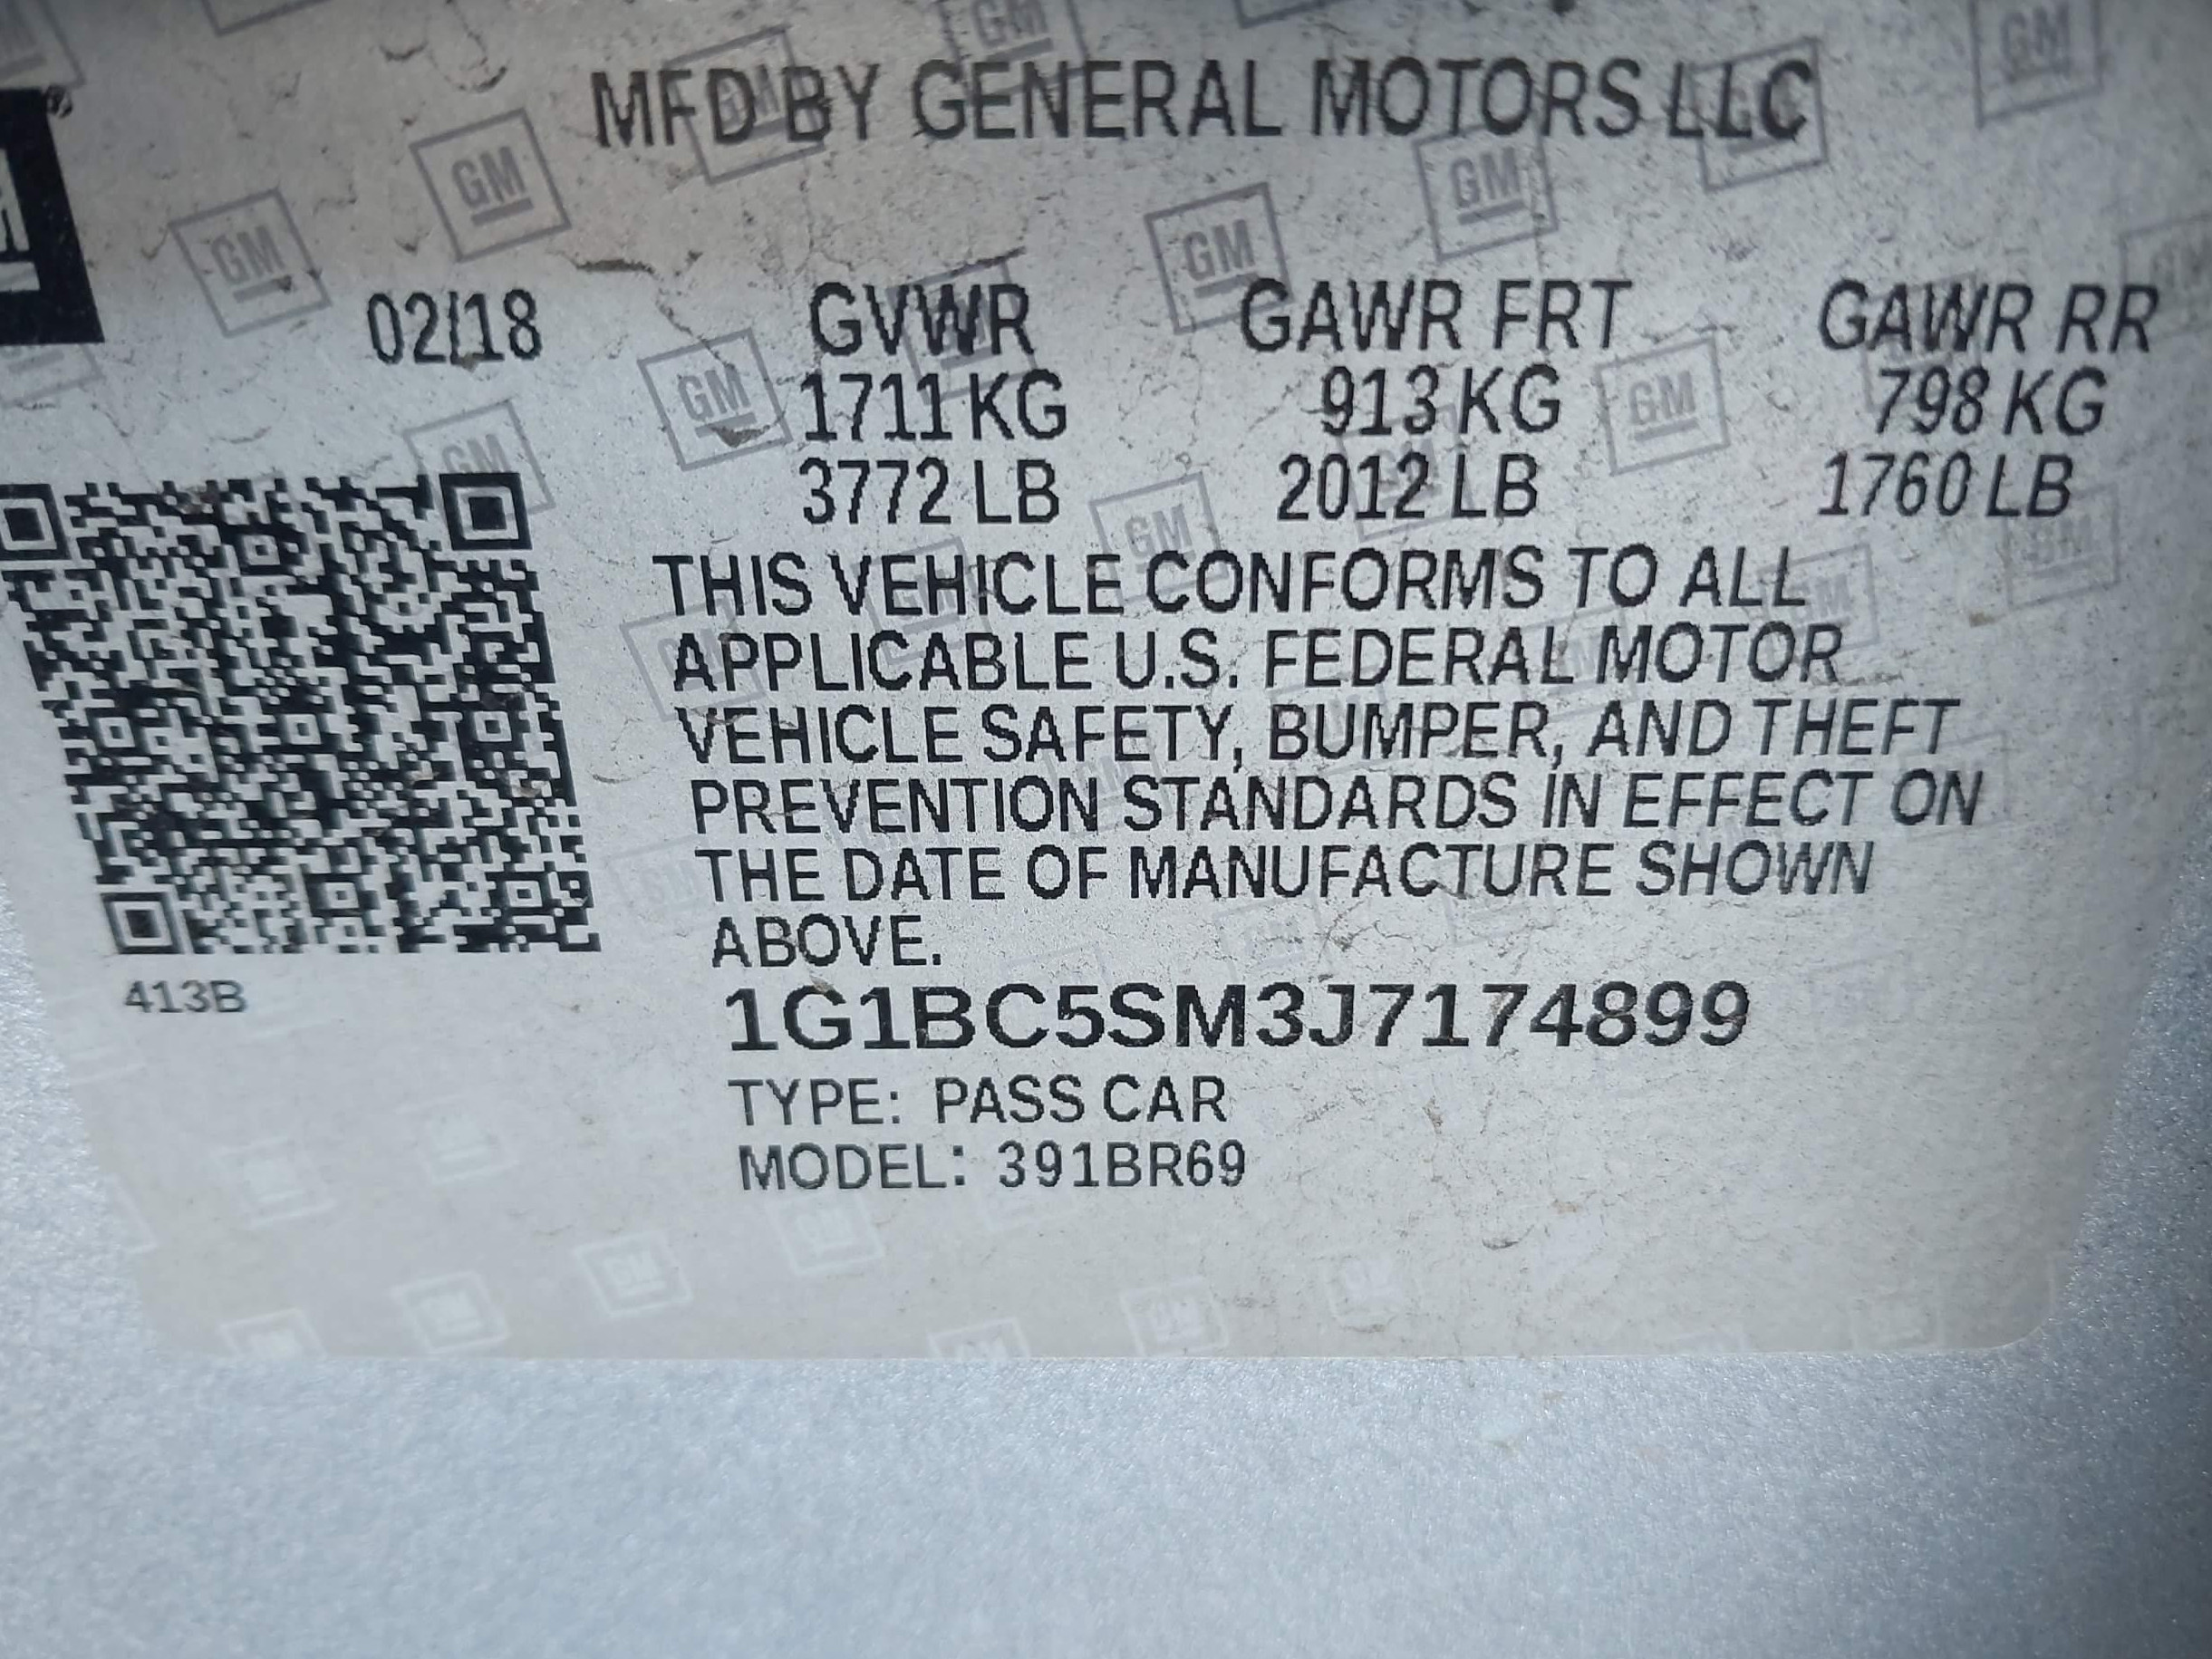 MFD BY GENERAL MOTORS LLC
02/18 GVWR GAWR FRT GAWR RR
1711 KG 913 KG 798 KG
3772 LB 2012 LB 1760 LB
THIS VEHICLE CONFORMS TO ALL
APPLICABLE U.S. FEDERAL MOTOR
VEHICLE SAFETY, BUMPER, AND THEFT
PREVENTION STANDARDS IN EFFECT ON
THE DATE OF MANUFACTURE SHOWN
ABOVE.
413B
1G1BC5SM3J7174899
TYPE: PASS CAR
MODEL: 391BR69